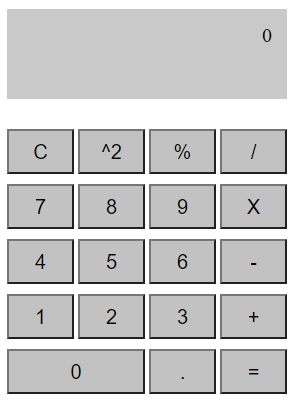 0
C ^2 % /
7 8 9 X
4 5 6 -
1 2 3 +
0 . =